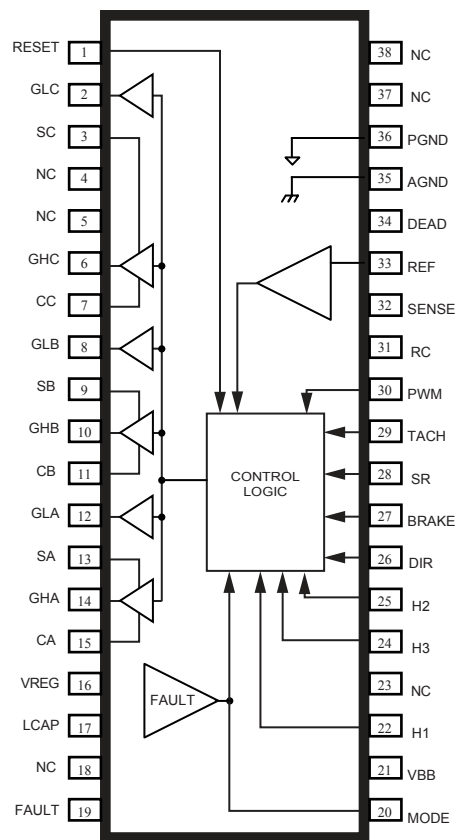 RESET 1
GLC 2
SC 3
NC 4
NC 5
GHC 6
CC 7
GLB 8
SB 9
GHB 10
CB 11
GLA 12
SA 13
GHA 14
CA 15
VREG 16
LCAP 17
NC 18
FAULT 19
CONTROL
LOGIC
FAULT
38 NC
37 NC
36 PGND
35 AGND
34 DEAD
33 REF
32 SENSE
31 RC
30 PWM
29 TACH
28 SR
27 BRAKE
26 DIR
25 H2
24 H3
23 NC
22 H1
21 VBB
20 MODE